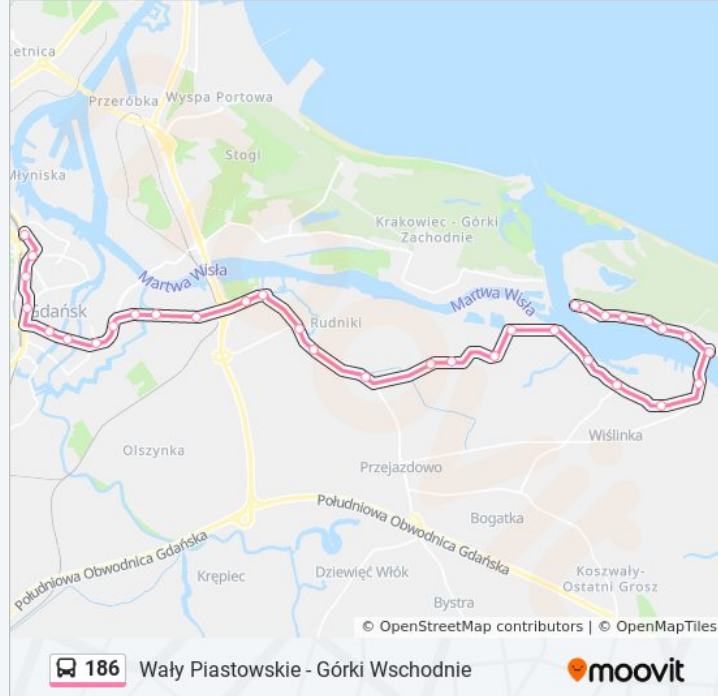 Letnica
Przeróbka
Wyspa Portowa
Stogi
Młyniska
Krakowiec - Górki
Zachodnie
Martwa Wisła
Martwa Wisła
Gdańsk
Rudniki
Wiślinka
Olszynka
Przejazdowo
Południowa Obwodnica Gdańska
Bogatka
Południowa Obwodnica Gdańska
Krępiec
Dziewięć Włók
Koszwały-
Ostatni Grosz
Bystra
© OpenStreetMap contributors | © OpenMapTiles
186 Wały Piastowskie - Górki Wschodnie
moovit